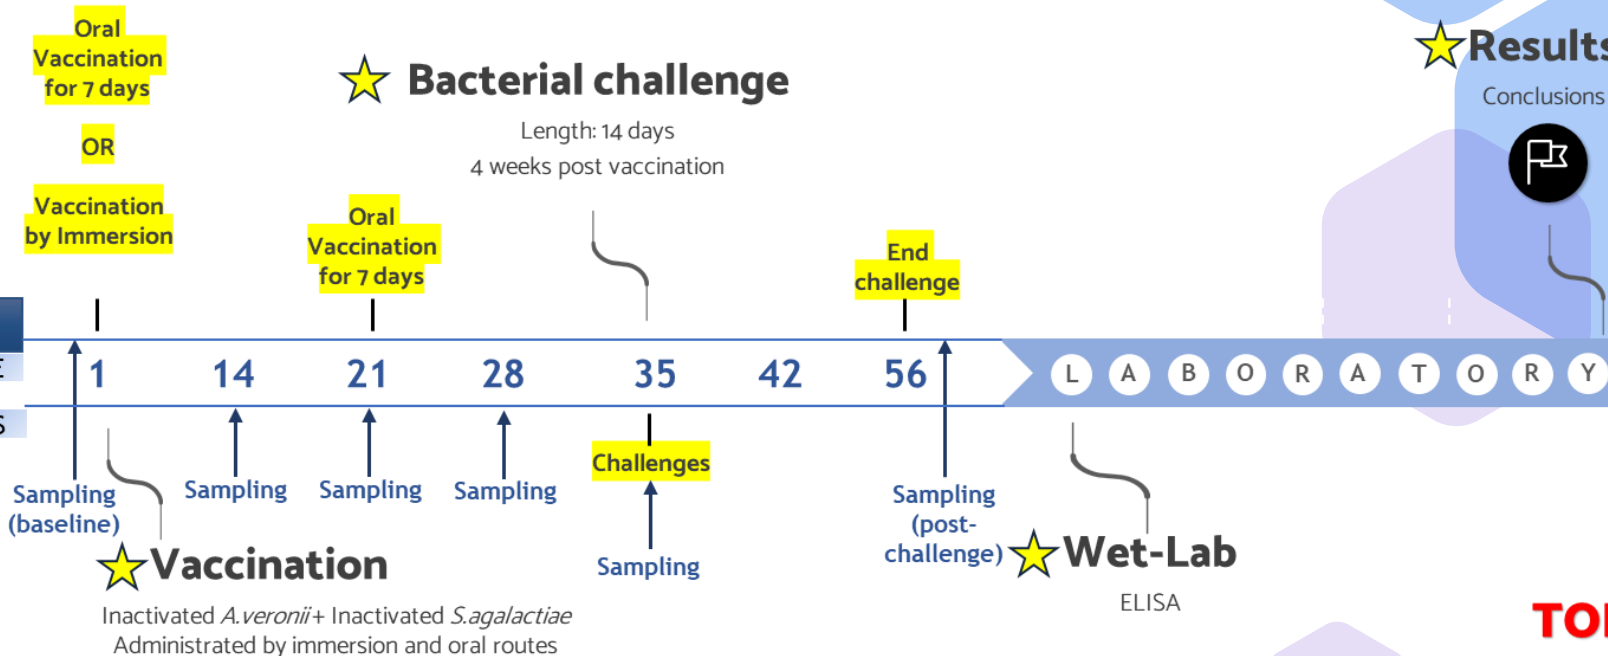 Oral
Vaccination
for 7 days
OR
Vaccination
by Immersion
Bacterial challenge
Length: 14 days
4 weeks post vaccination
Oral
Vaccination
for 7 days
End
challenge
Results
Conclusions
1 14 21 28 35 42 56 L A B O R A T O R Y
Sampling
(baseline)
Sampling
Sampling
Sampling
Challenges
Sampling
Sampling
(post-
challenge)
Vaccination
Inactivated A.veronii + Inactivated S.agalactiae
Administrated by immersion and oral routes
Wet-Lab
ELISA